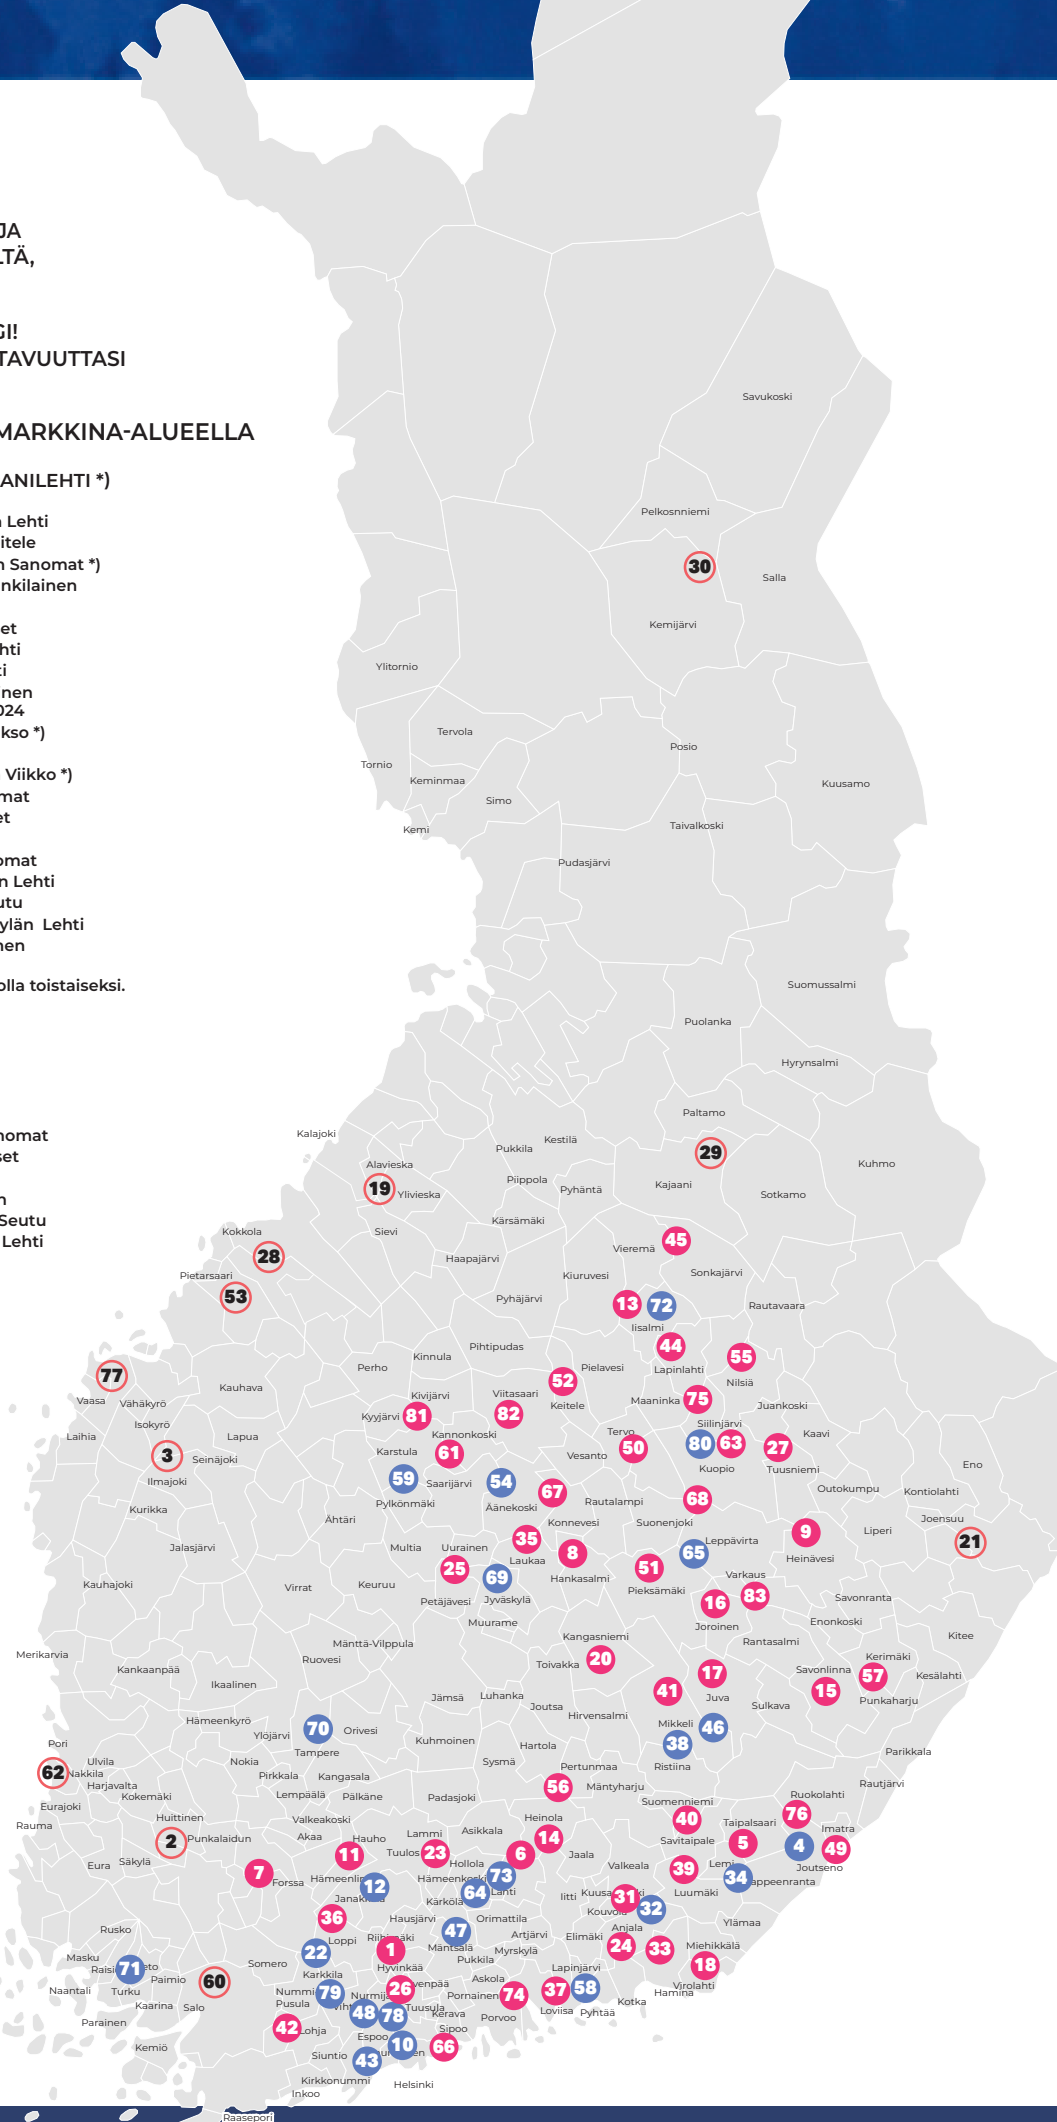 JA
LTÄ,
GI!
TAVUUTTASI
MARKKINA-ALUEELLA
ANILEHTI *)
n Lehti
itele
n Sanomat *)
nkilainen
et
hti
ti
nen
024
kso *)
Viikko *)
mat
et
omat
n Lehti
utu
ylän Lehti
nen
olla toistaiseksi.
nomat
set
n
Seutu
Lehti
Savukoski
Pelkosnniemi
30
Salla
Kemijärvi
Ylitornio
Tervola
Posio
Tornio
Keminmaa
Kuusamo
Simo
Kemi
Taivalkoski
Pudasjärvi
Suomussalmi
Puolanka
Hyrynsalmi
Paltamo
Kalajoki
Kestilä
Pukkila
29
Alavieska
Kuhmo
19
Ylivieska
Piippola
Pyhäntä
Kajaani
Sotkamo
Kärsämäki
Kokkola
Sievi
28
Haapajärvi
Vieremä
45
Pietarsaari
Kiuruvesi
Sonkajärvi
53
Pyhäjärvi
13
72
Rautavaara
Iisalmi
Pihtipudas
44
Kinnula
55
Perho
Pielavesi
Lapinlahti
77
52
Nilsiä
Kauhava
Kivijärvi
Viitasaari
Keitele
Maaninka
75
Vaasa
Vähäkyrö
Juankoski
Kyyjärvi
81
82
Isokyrö
Siilinjärvi
Laihia
Lapua
Kannonkoski
Tervo
Kaavi
3
Seinäjoki
Karstula
61
Vesanto
50
80
63
27
Ilmajoki
Kuopio
Tuusniemi
Eno
59
Saarijärvi
54
Outokumpu
Kontiolahti
Pylkönmäki
Äänekoski
67
Rautalampi
68
Kurikka
Ähtäri
Konnevesi
Suonenjoki
Joensuu
Liperi
9
Leppävirta
35
21
Jalasjärvi
Multia
Uurainen
Laukaa
8
65
Heinävesi
25
69
Hankasalmi
51
Varkaus
Kauhajoki
Virrat
Keuruu
Pieksämäki
83
Petäjävesi
Jyväskylä
16
Savonranta
Muurame
Joroinen
Enonkoski
Kangasniemi
Kitee
Mänttä-Vilppula
Rantasalmi
Merikarvia
Ruovesi
20
Kerimäki
Kankaanpää
Toivakka
Savonlinna
17
57
Kesälahti
Ikaalinen
41
15
Jämsä
Luhanka
Juva
Punkaharju
Joutsa
Sulkava
Hämeenkyrö
Hirvensalmi
Mikkeli
46
70
Orivesi
Ylöjärvi
Kuhmoinen
Hartola
38
Pori
Tampere
Parikkala
Ulvila
Nokia
Sysmä
Pertunmaa
Ristiina
62
Nakkila
Pirkkala
Kangasala
56
Mäntyharju
Rautjärvi
Harjavalta
Kokemäki
Lempäälä
Pälkäne
Padasjoki
Suomenniemi
Ruokolahti
Eurajoki
Huittinen
Valkeakoski
Heinola
40
Taipalsaari
76
Imatra
Rauma
2
Punkalaidun
Akaa
Hauho
Lammi
Asikkala
14
Savitaipale
5
4
49
11
Tuulos
23
6
Jaala
Joutseno
Eura
Säkylä
Hollola
Valkeala
Lemi
7
Forssa
39
12
Hämeenkoski
73
34
Lahti
Kärkölä
64
Iitti
31
Luumäki
36
Kouvola
32
Hausjärvi
Orimattila
Anjala
Ylämaa
Rusko
47
Artjärvi
Elimäki
Loppi
1
Mäntsälä
Myrskylä
24
33
Miehikkälä
Masku
22
Pukkila
18
Somero
Hyvinkää
Lapinjärvi
71
60
Karkkila
Virolahti
Paimio
Naantali
Turku
79
26
Askola
37
58
Hamina
Pornainen
74
Kotka
Kaarina
Salo
Pusula
48
78
Tuusula
Loviisa
Pyhtää
Kerava
Porvoo
Parainen
42
Lohja
Sipoo
Espoo
10
66
Kemiö
Siuntio
43
Kirkkonummi
Helsinki
Inkoo
Raasepori